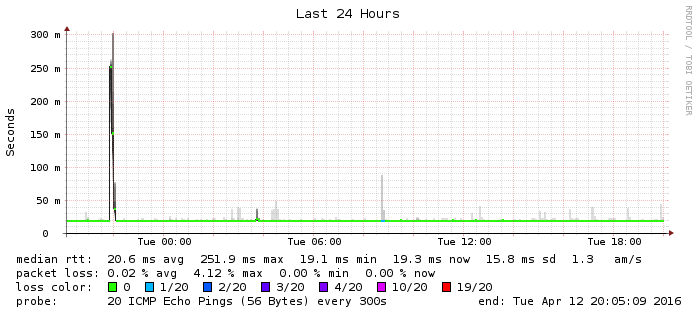 Last 24 Hours
RRDTOOL / TOBI OETIKER
Seconds
300 m
250 m
200 m
150 m
100 m
50 m
0
Tue 00:00 Tue 06:00 Tue 12:00 Tue 18:00
median rtt: 20.6 ms avg 251.9 ms max 19.1 ms min 19.3 ms now 15.8 ms sd 1.3 am/s
packet loss: 0.02 % avg 4.12 % max 0.00 % min 0.00 % now
loss color: 0 1/20 2/20 3/20 4/20 10/20 19/20
probe: 20 ICMP Echo Pings (56 Bytes) every 300s end: Tue Apr 12 20:05:09 2016